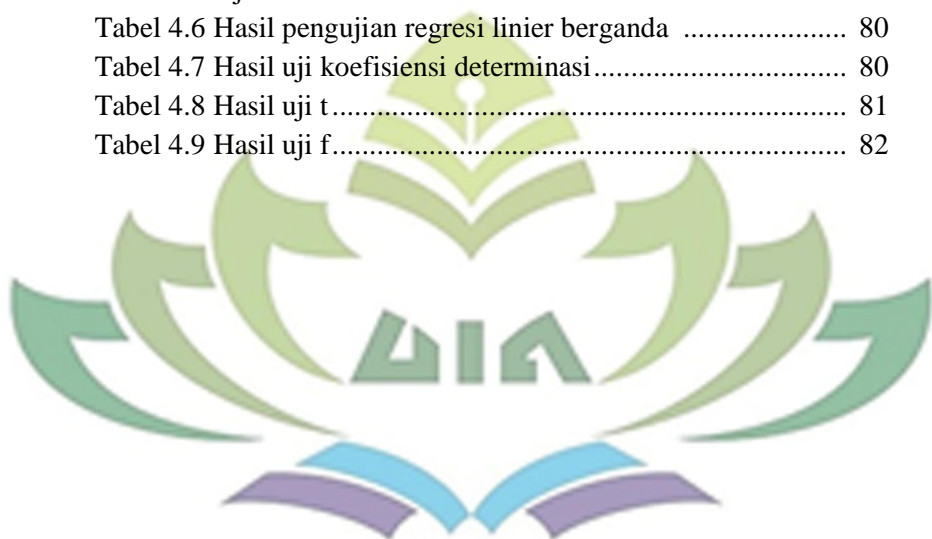 Tabel 4.6 Hasil pengujian regresi linier berganda ...................... 80
Tabel 4.7 Hasil uji koefisiensi determinasi.................................. 80
Tabel 4.8 Hasil uji t...................................................................... 81
Tabel 4.9 Hasil uji f...................................................................... 82
UIN